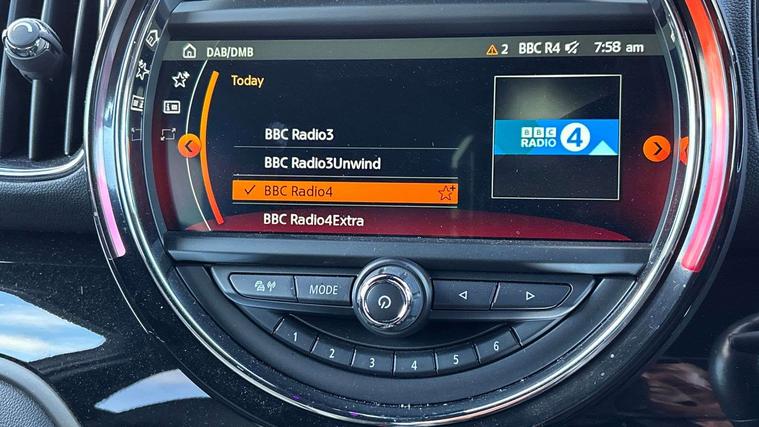 DAB/DMB
2 BBC R4 7:58 am
Today
BBC Radio3
BBC Radio3Unwind
BBC Radio4
BBC Radio4Extra
BBC
RADIO 4
MODE
1 2 3 4 5 6